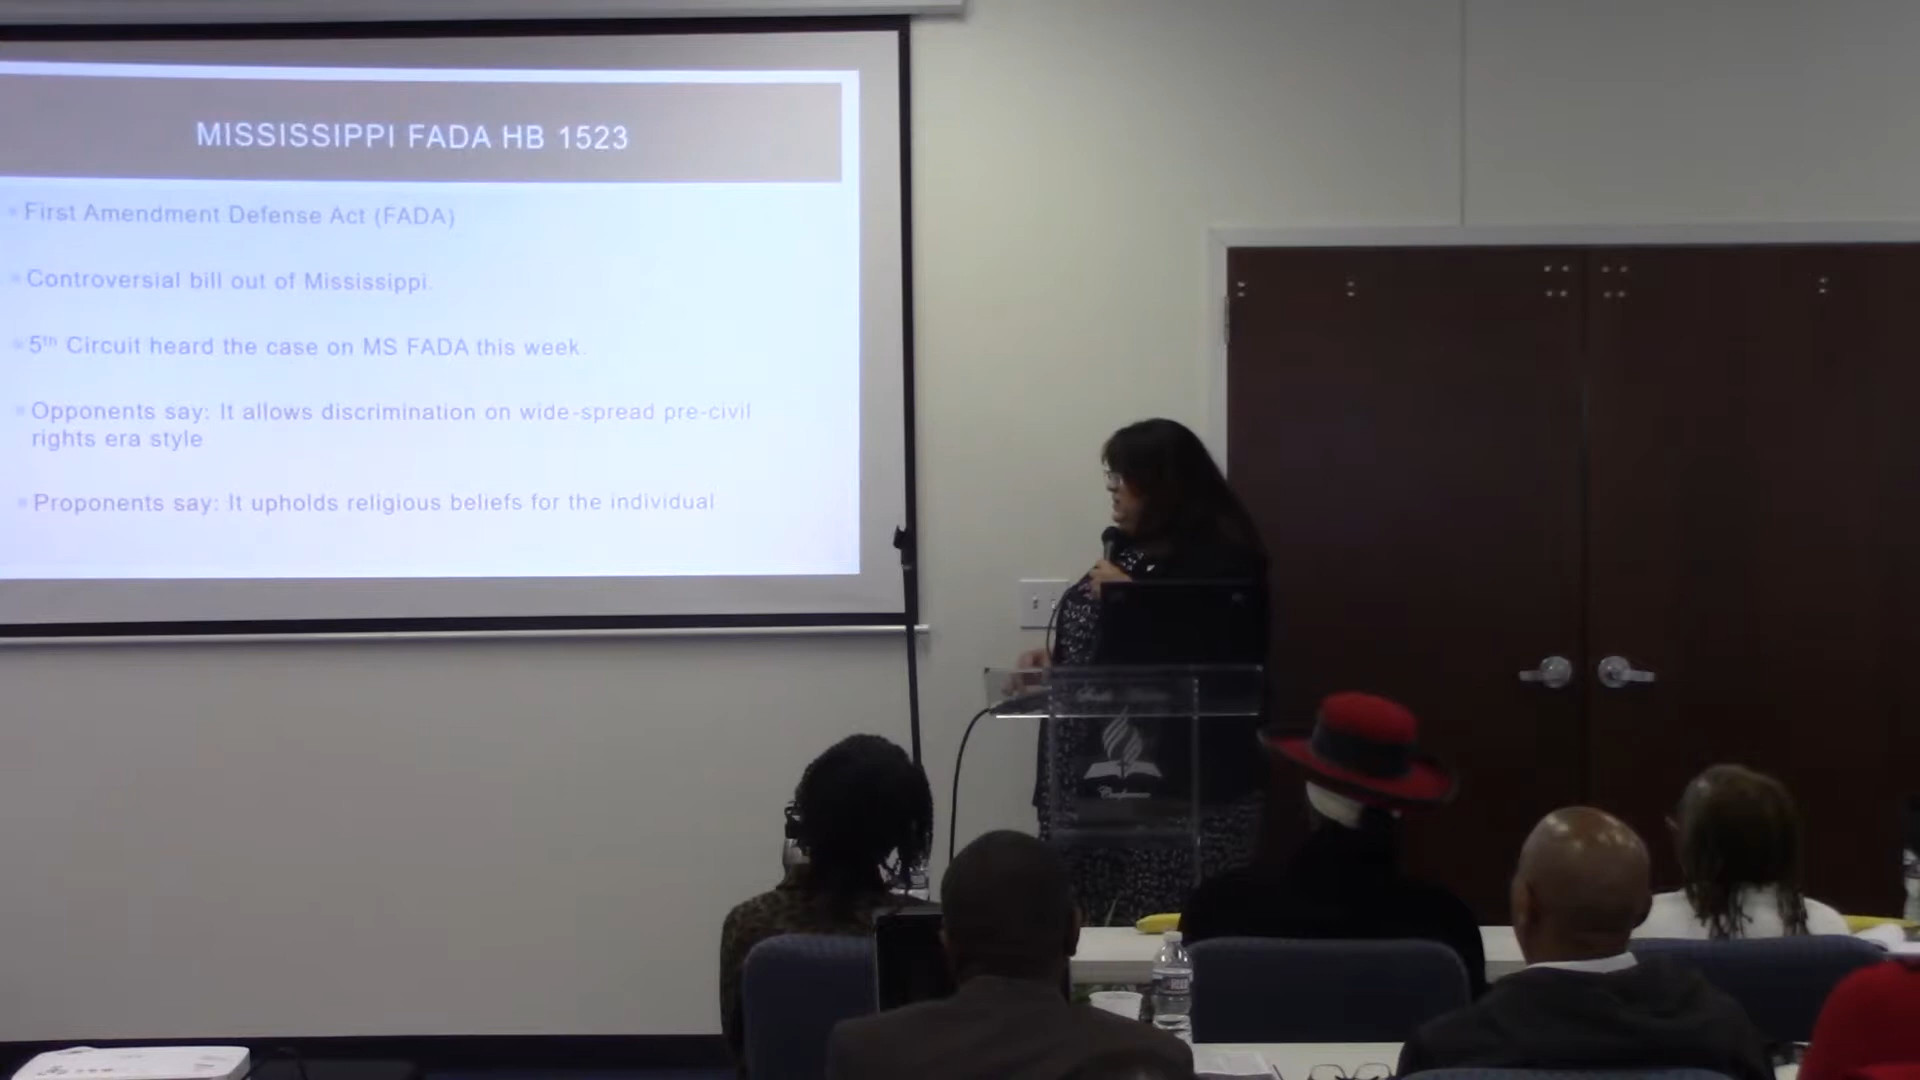 MISSISSIPPI FADA HB 1523
First Amendment Defense Act (FADA)
Controversial bill out of Mississippi.
5th Circuit heard the case on MS FADA this week.
Opponents say: It allows discrimination on wide-spread pre-civil
rights era style
Proponents say: It upholds religious beliefs for the individual
Conference